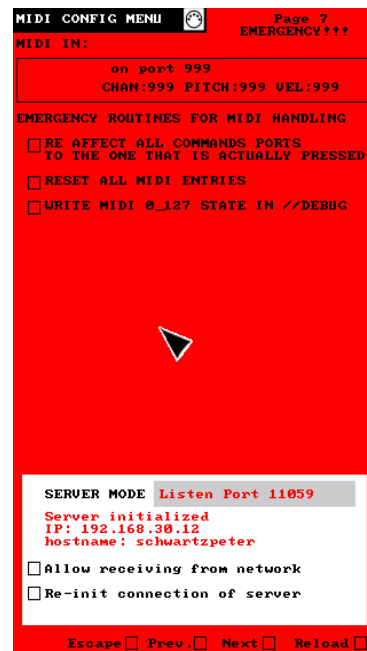 MIDI CONFIG MENU
Page 7
EMERGENCY!!!
MIDI IN:
on port 999
CHAN:999 PITCH:999 VEL:999
EMERGENCY ROUTINES FOR MIDI HANDLING
RE AFFECT ALL COMMANDS PORTS
TO THE ONE THAT IS ACTUALLY PRESSED
RESET ALL MIDI ENTRIES
WRITE MIDI 0_127 STATE IN //DEBUG
SERVER MODE Listen Port 11059
Server initialized
IP: 192.168.30.12
hostname: schwartzpeter
Allow receiving from network
Re-init connection of server
Escape Prev. Next Reload